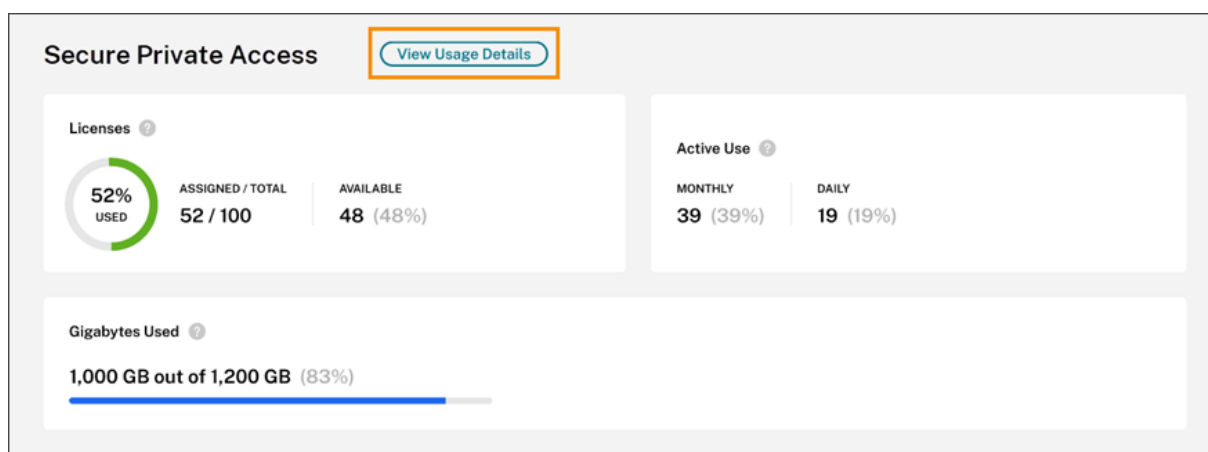 Secure Private Access
View Usage Details
Licenses ?
52%
USED
ASSIGNED / TOTAL
52 / 100
AVAILABLE
48 (48%)
Active Use ?
MONTHLY
39 (39%)
DAILY
19 (19%)
Gigabytes Used ?
1,000 GB out of 1,200 GB (83%)